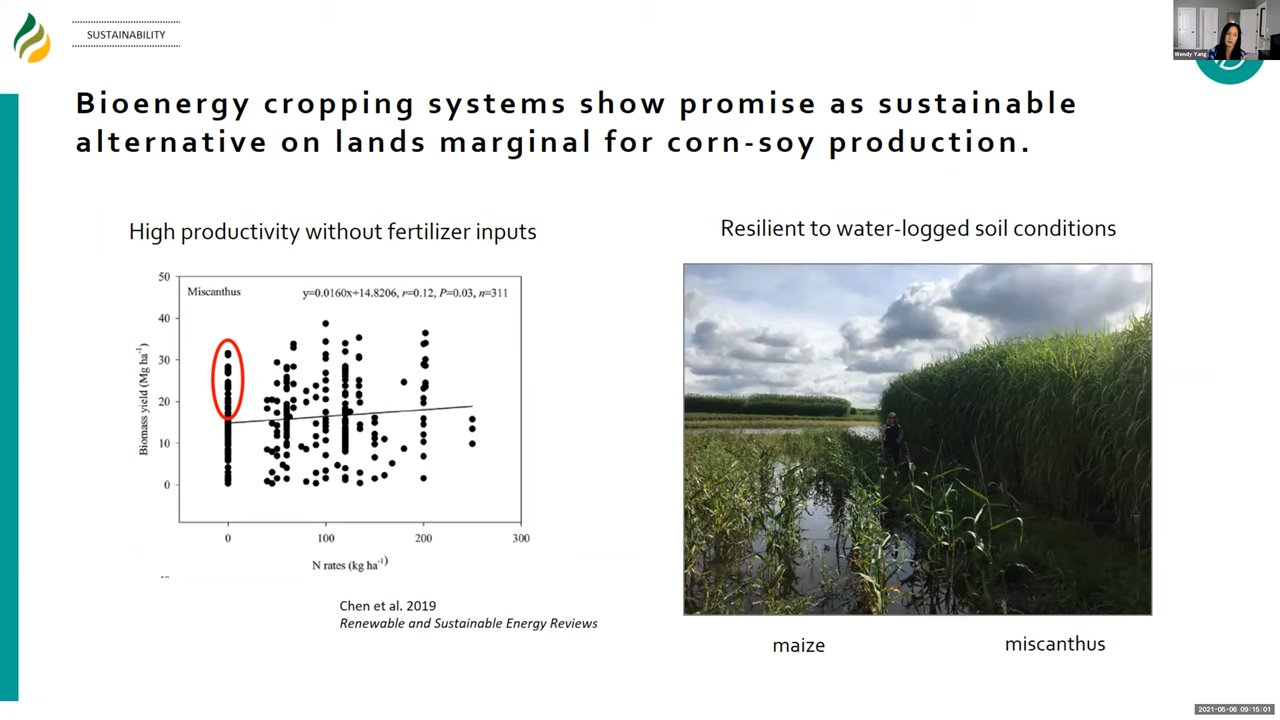 SUSTAINABILITY
Wendy Yang
Bioenergy cropping systems show promise as sustainable
alternative on lands marginal for corn-soy production.
High productivity without fertilizer inputs
Resilient to water-logged soil conditions
Miscanthus
y=0.0160x+14.8206, r=0.12, P=0.03, n=311
Biomass yield (Mg ha⁻¹)
50
40
30
20
10
0
0 100 200 300
N rates (kg ha⁻¹)
Chen et al. 2019
Renewable and Sustainable Energy Reviews
maize
miscanthus
2021-05-06 09:15:01